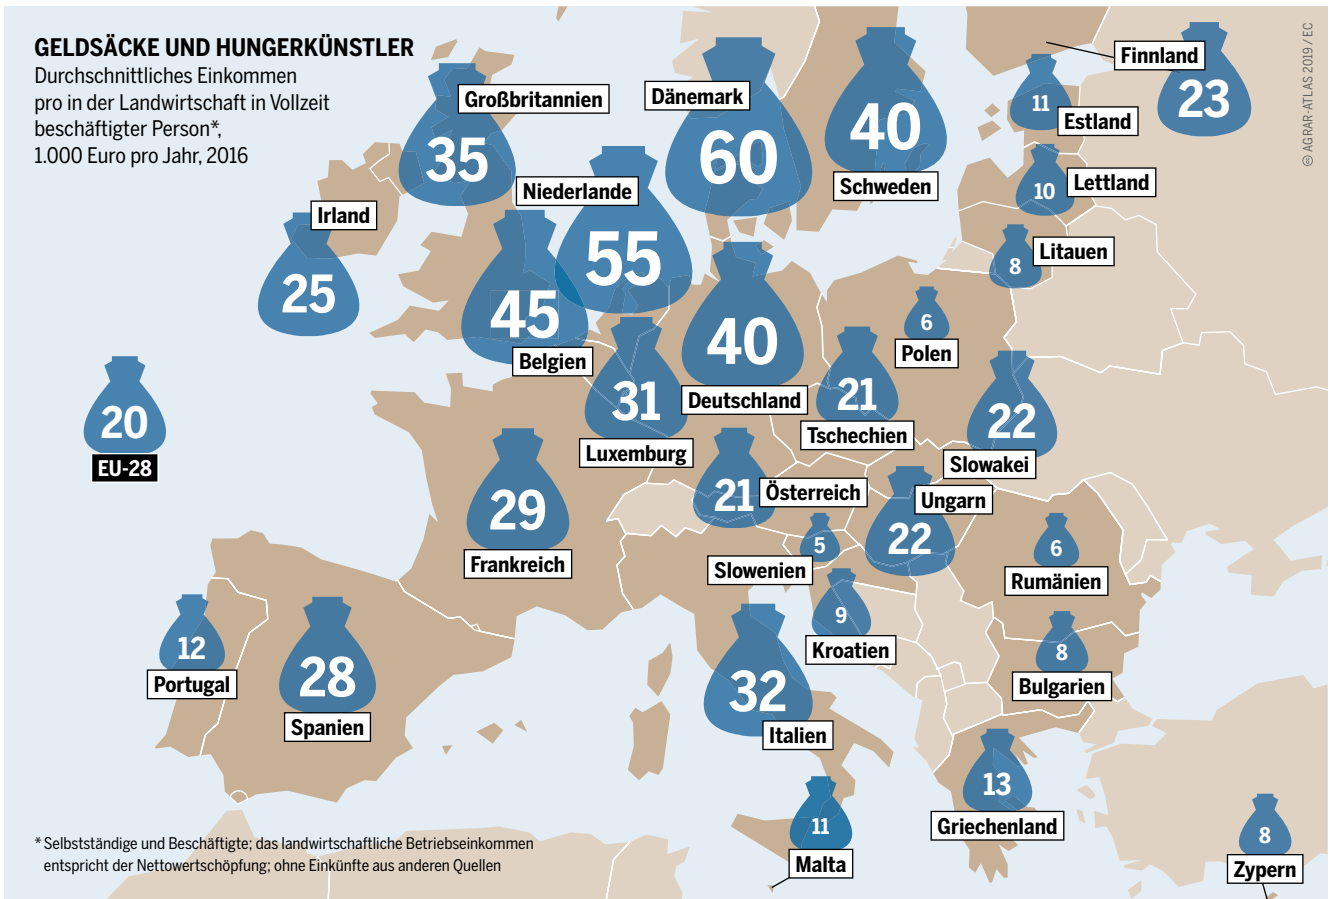 GELDSÄCKE UND HUNGERKÜNSTLER
Durchschnittliches Einkommen
pro in der Landwirtschaft in Vollzeit
beschäftigter Person*,
1.000 Euro pro Jahr, 2016
Großbritannien
35
Dänemark
60
40
Schweden
Finnland
23
11
Estland
10
Lettland
8
Litauen
Niederlande
55
Irland
25
45
Belgien
40
Deutschland
6
Polen
31
Luxemburg
21
Tschechien
22
Slowakei
20
EU-28
29
Frankreich
21
Österreich
Ungarn
22
5
Slowenien
6
Rumänien
9
Kroatien
8
Bulgarien
12
Portugal
28
Spanien
32
Italien
13
Griechenland
11
Malta
8
Zypern
* Selbstständige und Beschäftigte; das landwirtschaftliche Betriebseinkommen
entspricht der Nettowertschöpfung; ohne Einkünfte aus anderen Quellen
© AGRAR-ATLAS 2019 / EC